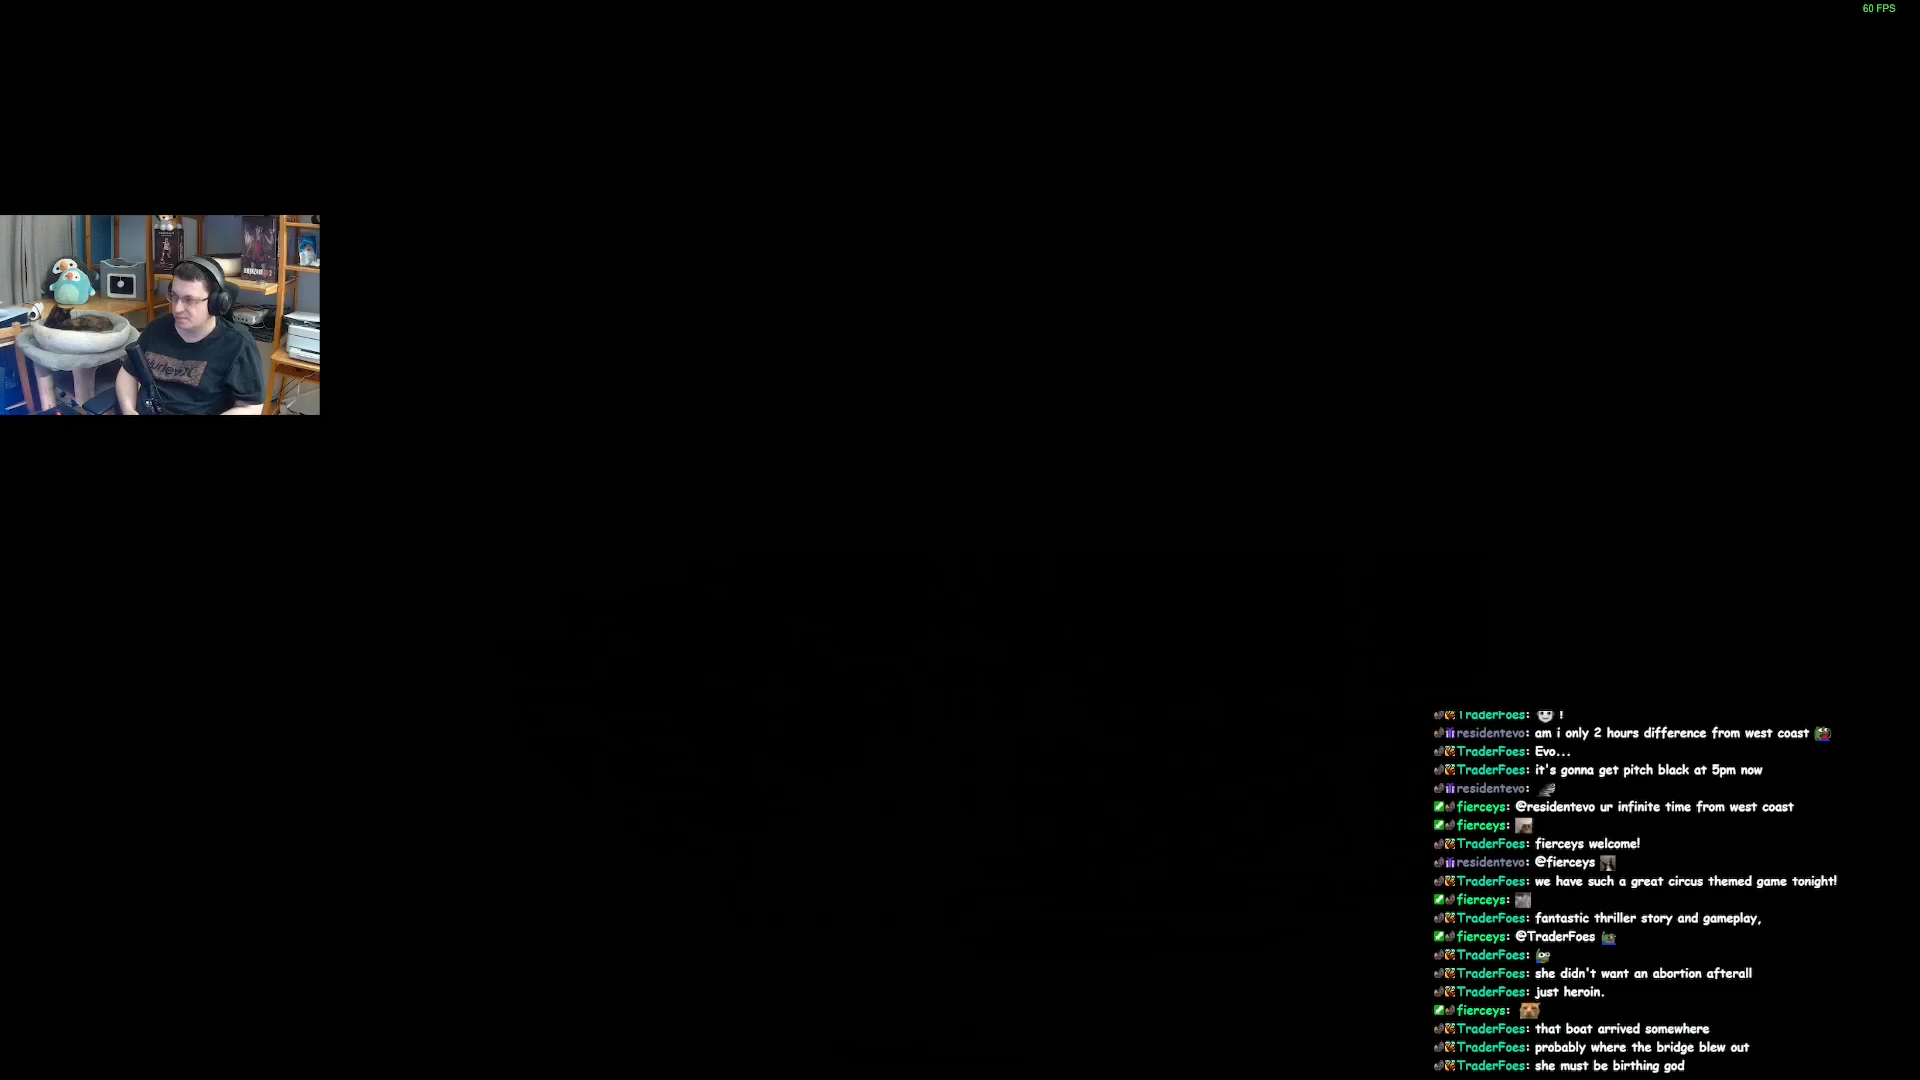 60 FPS
TraderFoes: !
residentevo: am i only 2 hours difference from west coast
TraderFoes: Evo...
TraderFoes: it's gonna get pitch black at 5pm now
residentevo:
fierceys: @residentevo ur infinite time from west coast
fierceys:
TraderFoes: fierceys welcome!
residentevo: @fierceys
TraderFoes: we have such a great circus themed game tonight!
fierceys:
TraderFoes: fantastic thriller story and gameplay,
fierceys: @TraderFoes
TraderFoes:
TraderFoes: she didn't want an abortion afterall
TraderFoes: just heroin.
fierceys:
TraderFoes: that boat arrived somewhere
TraderFoes: probably where the bridge blew out
TraderFoes: she must be birthing god